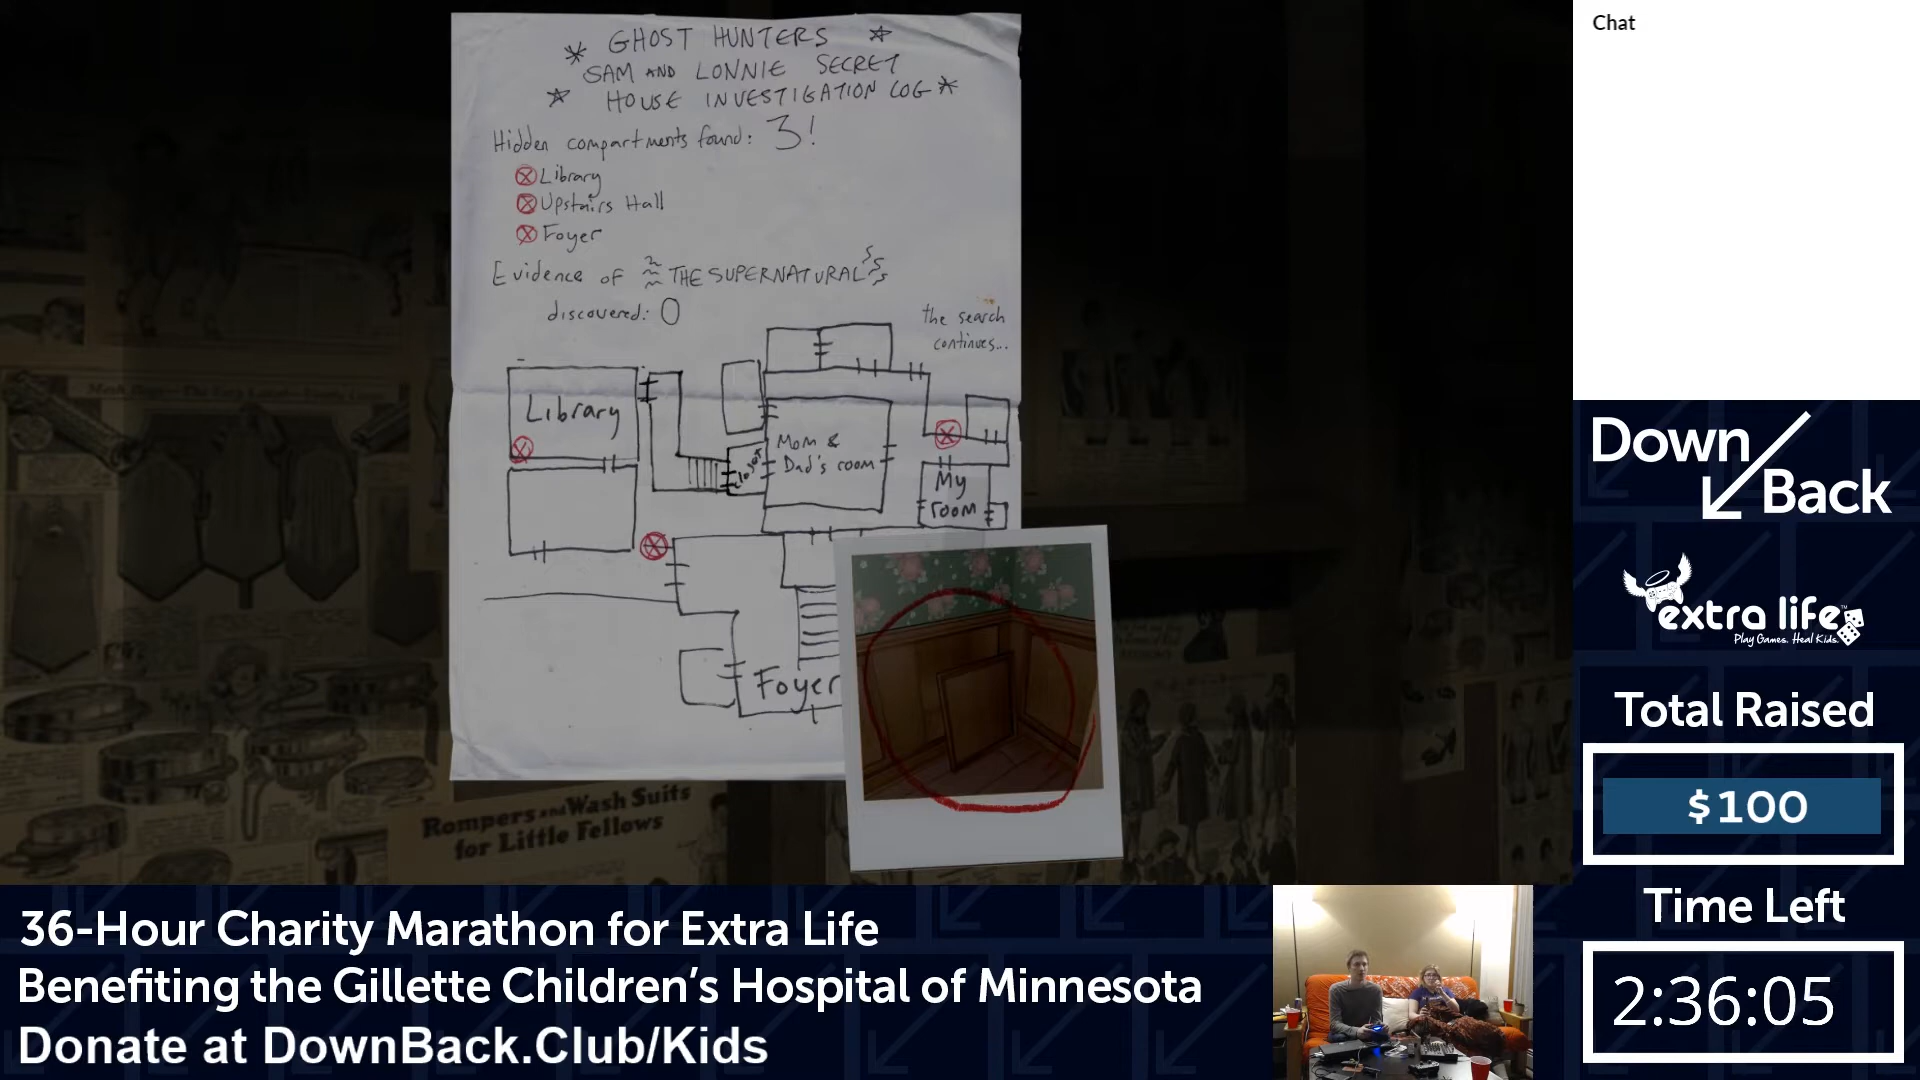 GHOST HUNTERS
SAM AND LONNIE SECRET
HOUSE INVESTIGATION LOG
Hidden compartments found: 3!
Library
Upstairs Hall
Foyer
Evidence of THE SUPERNATURAL
discovered: 0
the search
continues...
Library
Mom &
Dad's room
closet
My
room
Foyer
Rompers and Wash Suits
for Little Fellows
Chat
Down
Back
extra life
Play Games. Heal Kids.
Total Raised
$100
Time Left
2:36:05
36-Hour Charity Marathon for Extra Life
Benefiting the Gillette Children's Hospital of Minnesota
Donate at DownBack.Club/Kids